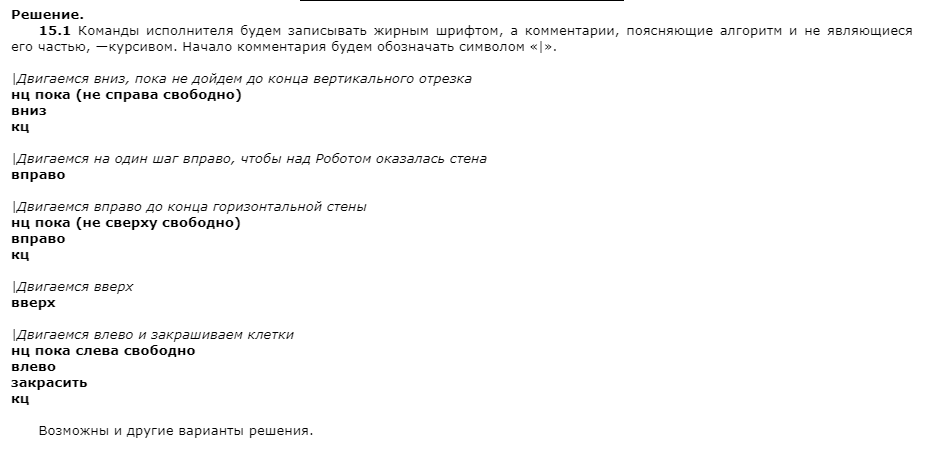 Решение.
15.1 Команды исполнителя будем записывать жирным шрифтом, а комментарии, поясняющие алгоритм и не являющиеся
его частью, —курсивом. Начало комментария будем обозначать символом «|».
|Двигаемся вниз, пока не дойдем до конца вертикального отрезка
нц пока (не справа свободно)
вниз
кц
|Двигаемся на один шаг вправо, чтобы над Роботом оказалась стена
вправо
|Двигаемся вправо до конца горизонтальной стены
нц пока (не сверху свободно)
вправо
кц
|Двигаемся вверх
вверх
|Двигаемся влево и закрашиваем клетки
нц пока слева свободно
влево
закрасить
кц
Возможны и другие варианты решения.